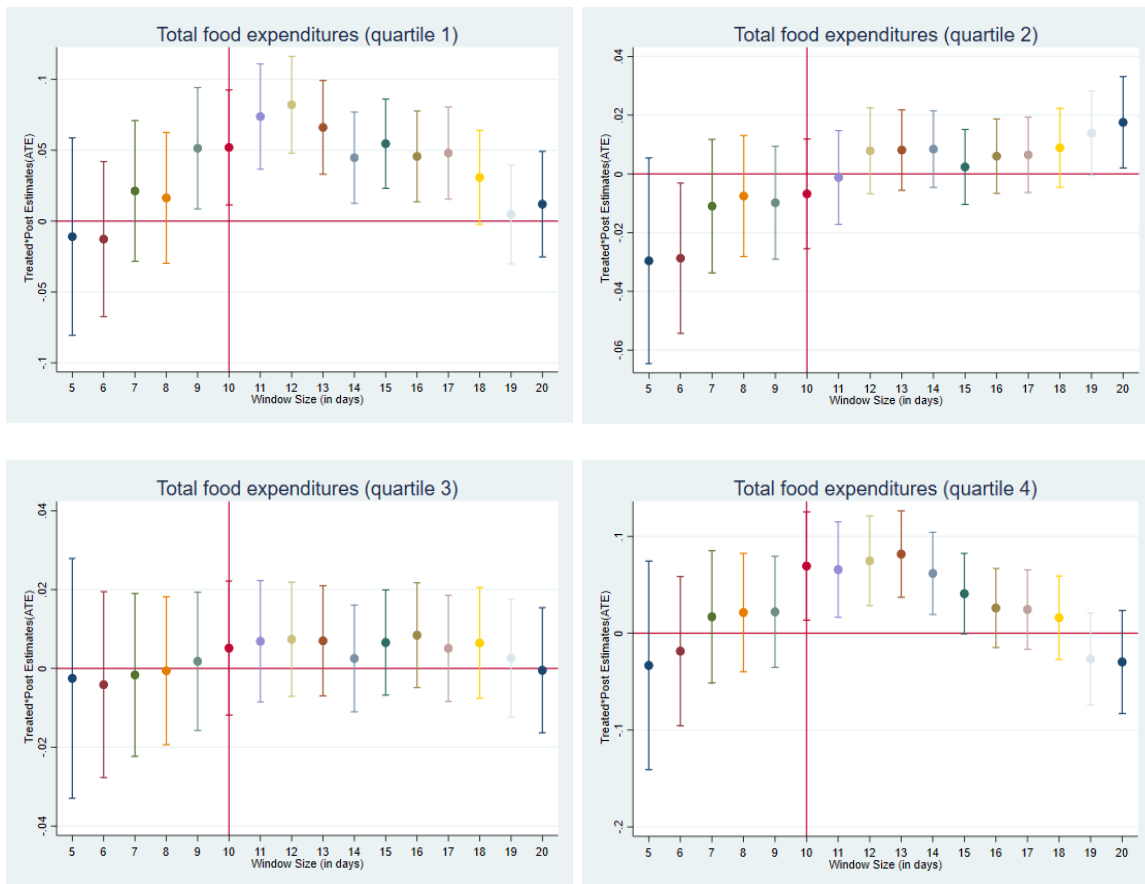 Total food expenditures (quartile 1)
Treated*Post Estimates(ATE)
.1
.05
0
-.05
-.1
5 6 7 8 9 10 11 12 13 14 15 16 17 18 19 20
Window Size (in days)
Total food expenditures (quartile 2)
Treated*Post Estimates(ATE)
.04
.02
0
-.02
-.04
-.06
5 6 7 8 9 10 11 12 13 14 15 16 17 18 19 20
Window Size (in days)
Total food expenditures (quartile 3)
Treated*Post Estimates(ATE)
.04
.02
0
-.02
-.04
5 6 7 8 9 10 11 12 13 14 15 16 17 18 19 20
Window Size (in days)
Total food expenditures (quartile 4)
Treated*Post Estimates(ATE)
.1
0
-.1
-.2
5 6 7 8 9 10 11 12 13 14 15 16 17 18 19 20
Window Size (in days)